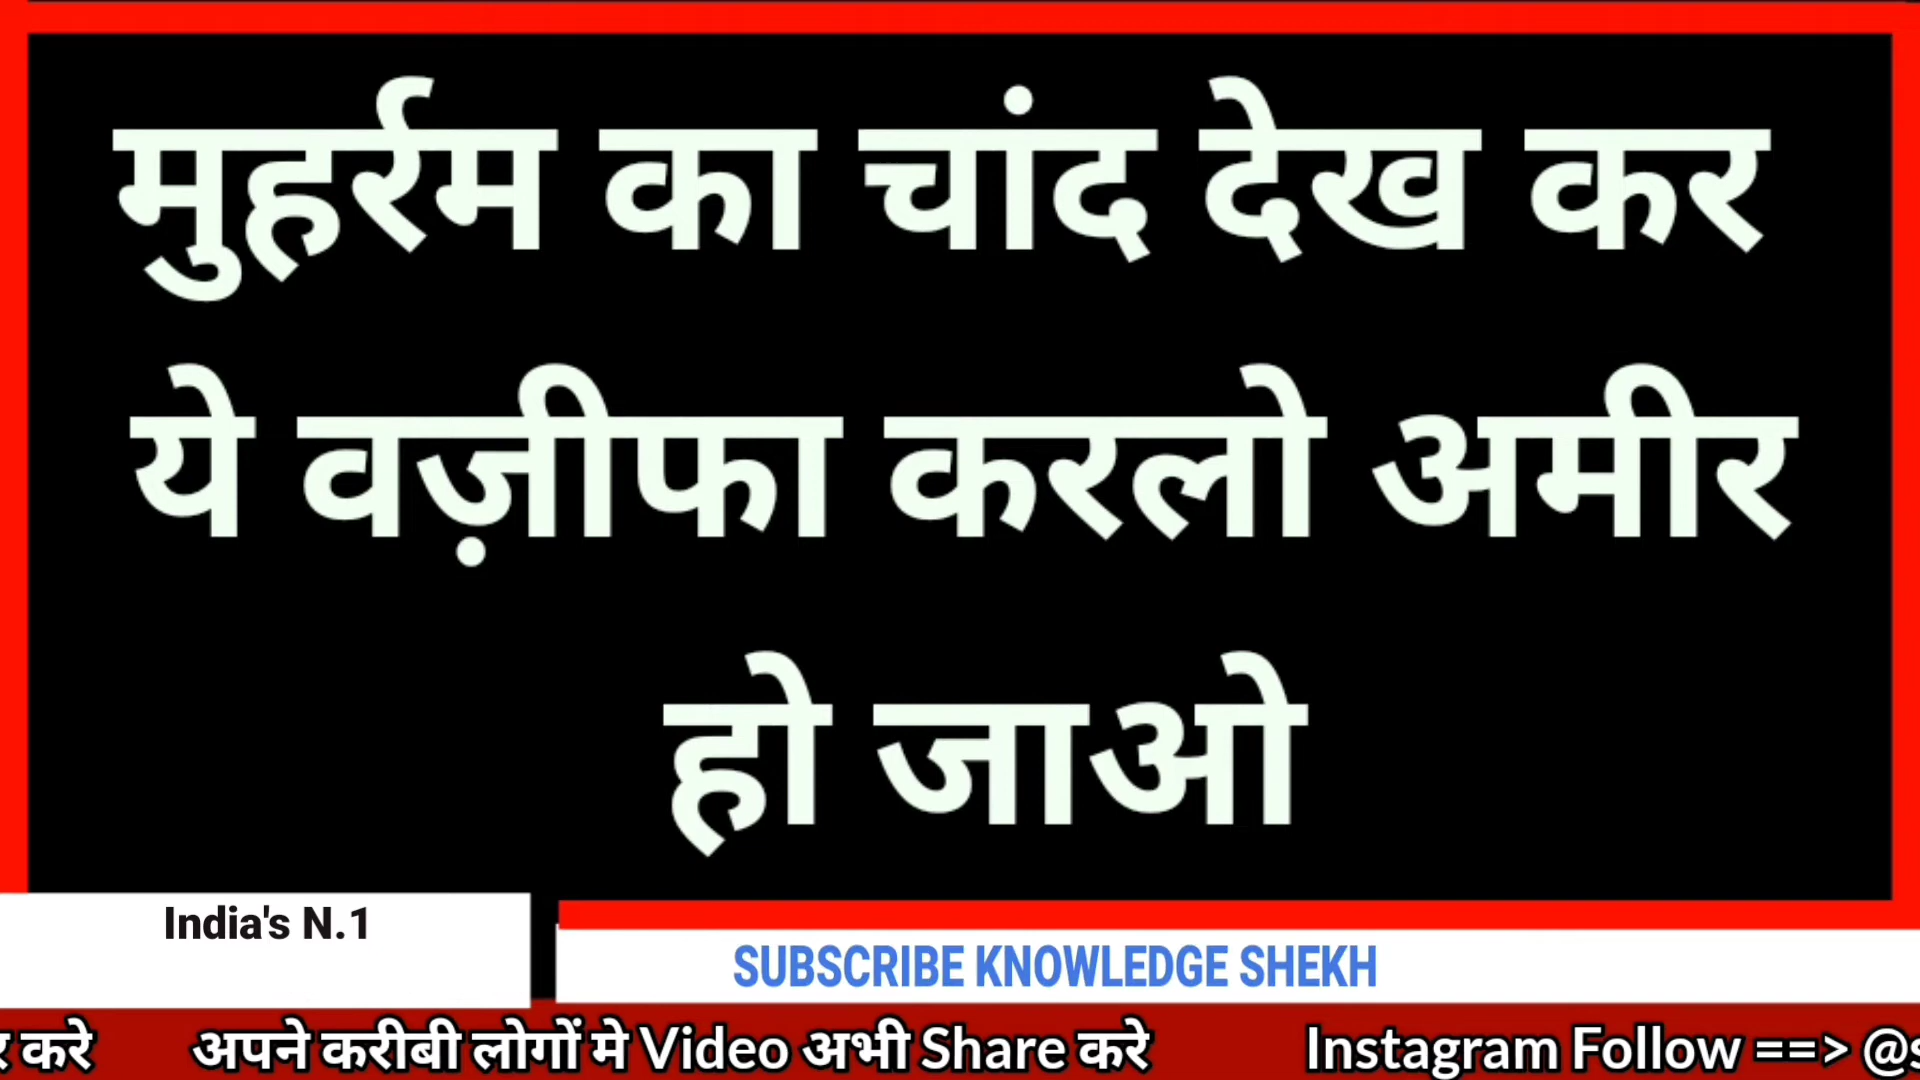 मुहर्रम का चांद देख कर
ये वज़ीफा करलो अमीर
हो जाओ
India's N.1
SUBSCRIBE KNOWLEDGE SHEKH
करे अपने करीबी लोगों मे Video अभी Share करे Instagram Follow ==> @